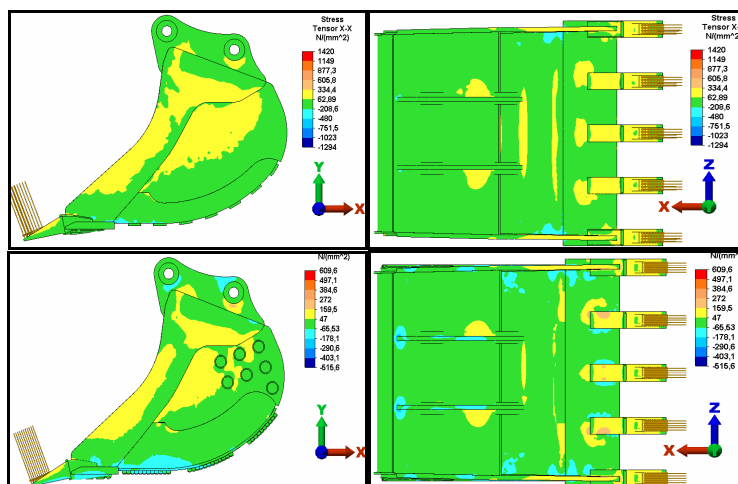 Stress
Tensor X-X
N/(mm^2)
1420
1149
877,3
605,8
334,4
62,89
-208,6
-480
-751,5
-1023
-1294
Y
X
Stress
Tensor X-
N/(mm^2)
1420
1149
877,3
605,8
334,4
62,89
-208,6
-480
-751,5
-1023
-1294
Z
X
N/(mm^2)
609,6
497,1
384,6
272
159,5
47
-65,53
-178,1
-290,6
-403,1
-515,6
Y
X
N/(mm^
609,6
497,1
384,6
272
159,5
47
-65,53
-178,1
-290,6
-403,1
-515,6
Z
X